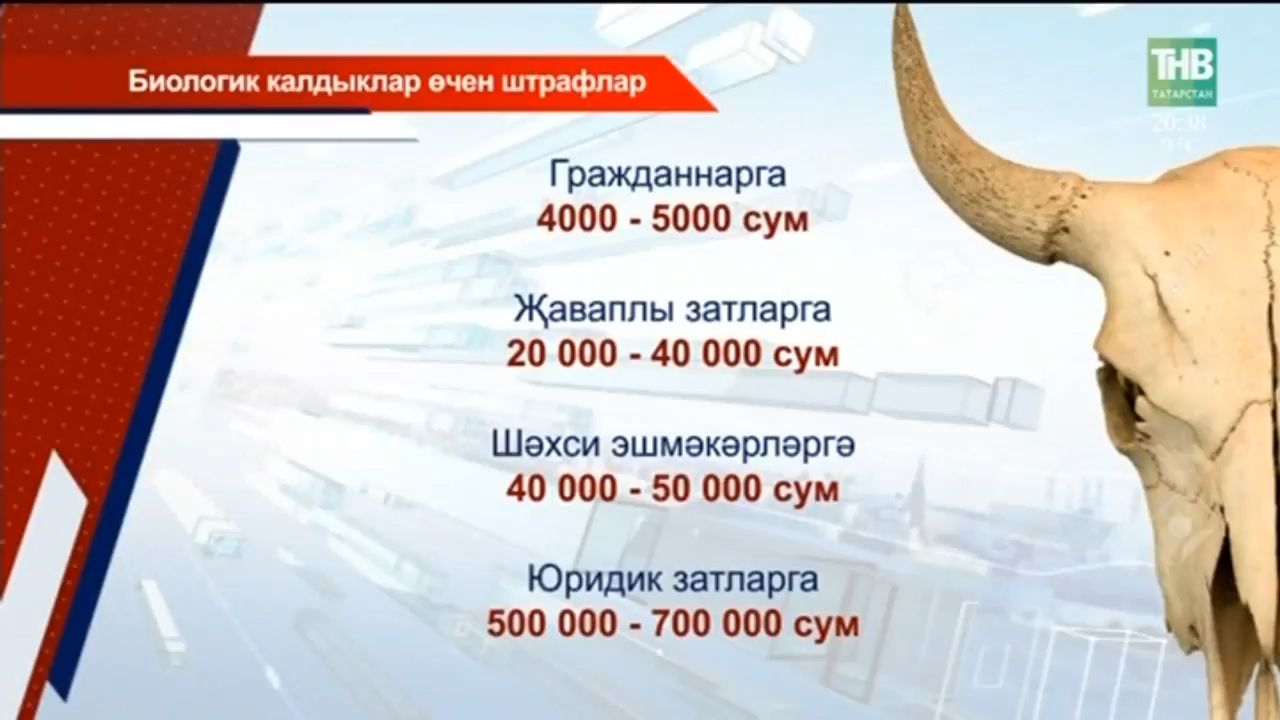 Биологик калдыклар өчен штрафлар
ТНВ
ТАТАРСТАН
20:38
Гражданнарга
4000 - 5000 сум
Җаваплы затларга
20 000 - 40 000 сум
Шәхси эшмәкәрләргә
40 000 - 50 000 сум
Юридик затларга
500 000 - 700 000 сум